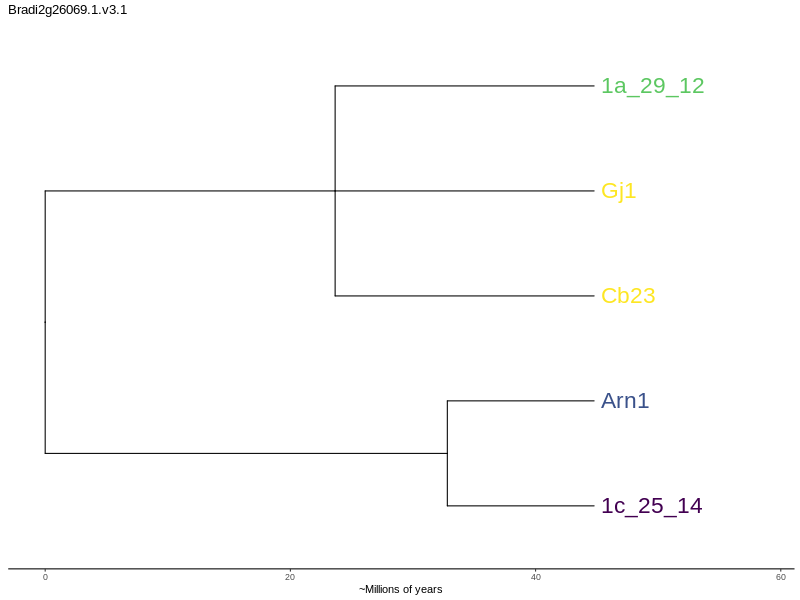 Bradi2g26069.1.v3.1
1a_29_12
Gj1
Cb23
Arn1
1c_25_14
0 20 40 60
~Millions of years